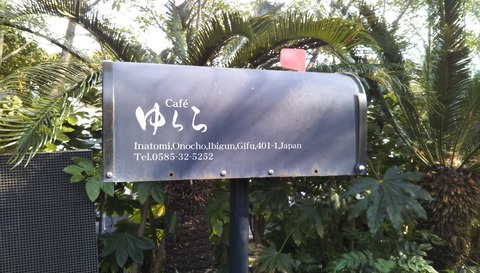 Café
ゆらら
Inatomi,Onocho,Ibigun,Gifu,401-1,Japan
Tel.0585-32-5252